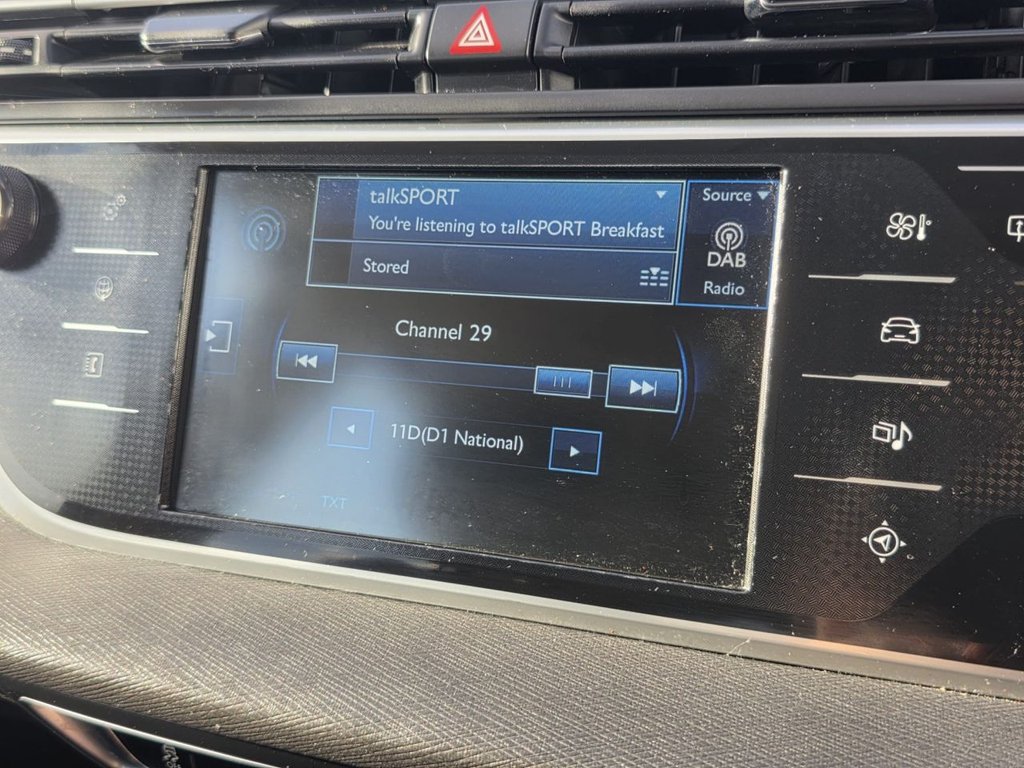 talkSPORT
You're listening to talkSPORT Breakfast
Source
DAB
Radio
Stored
Channel 29
11D(D1 National)
TXT